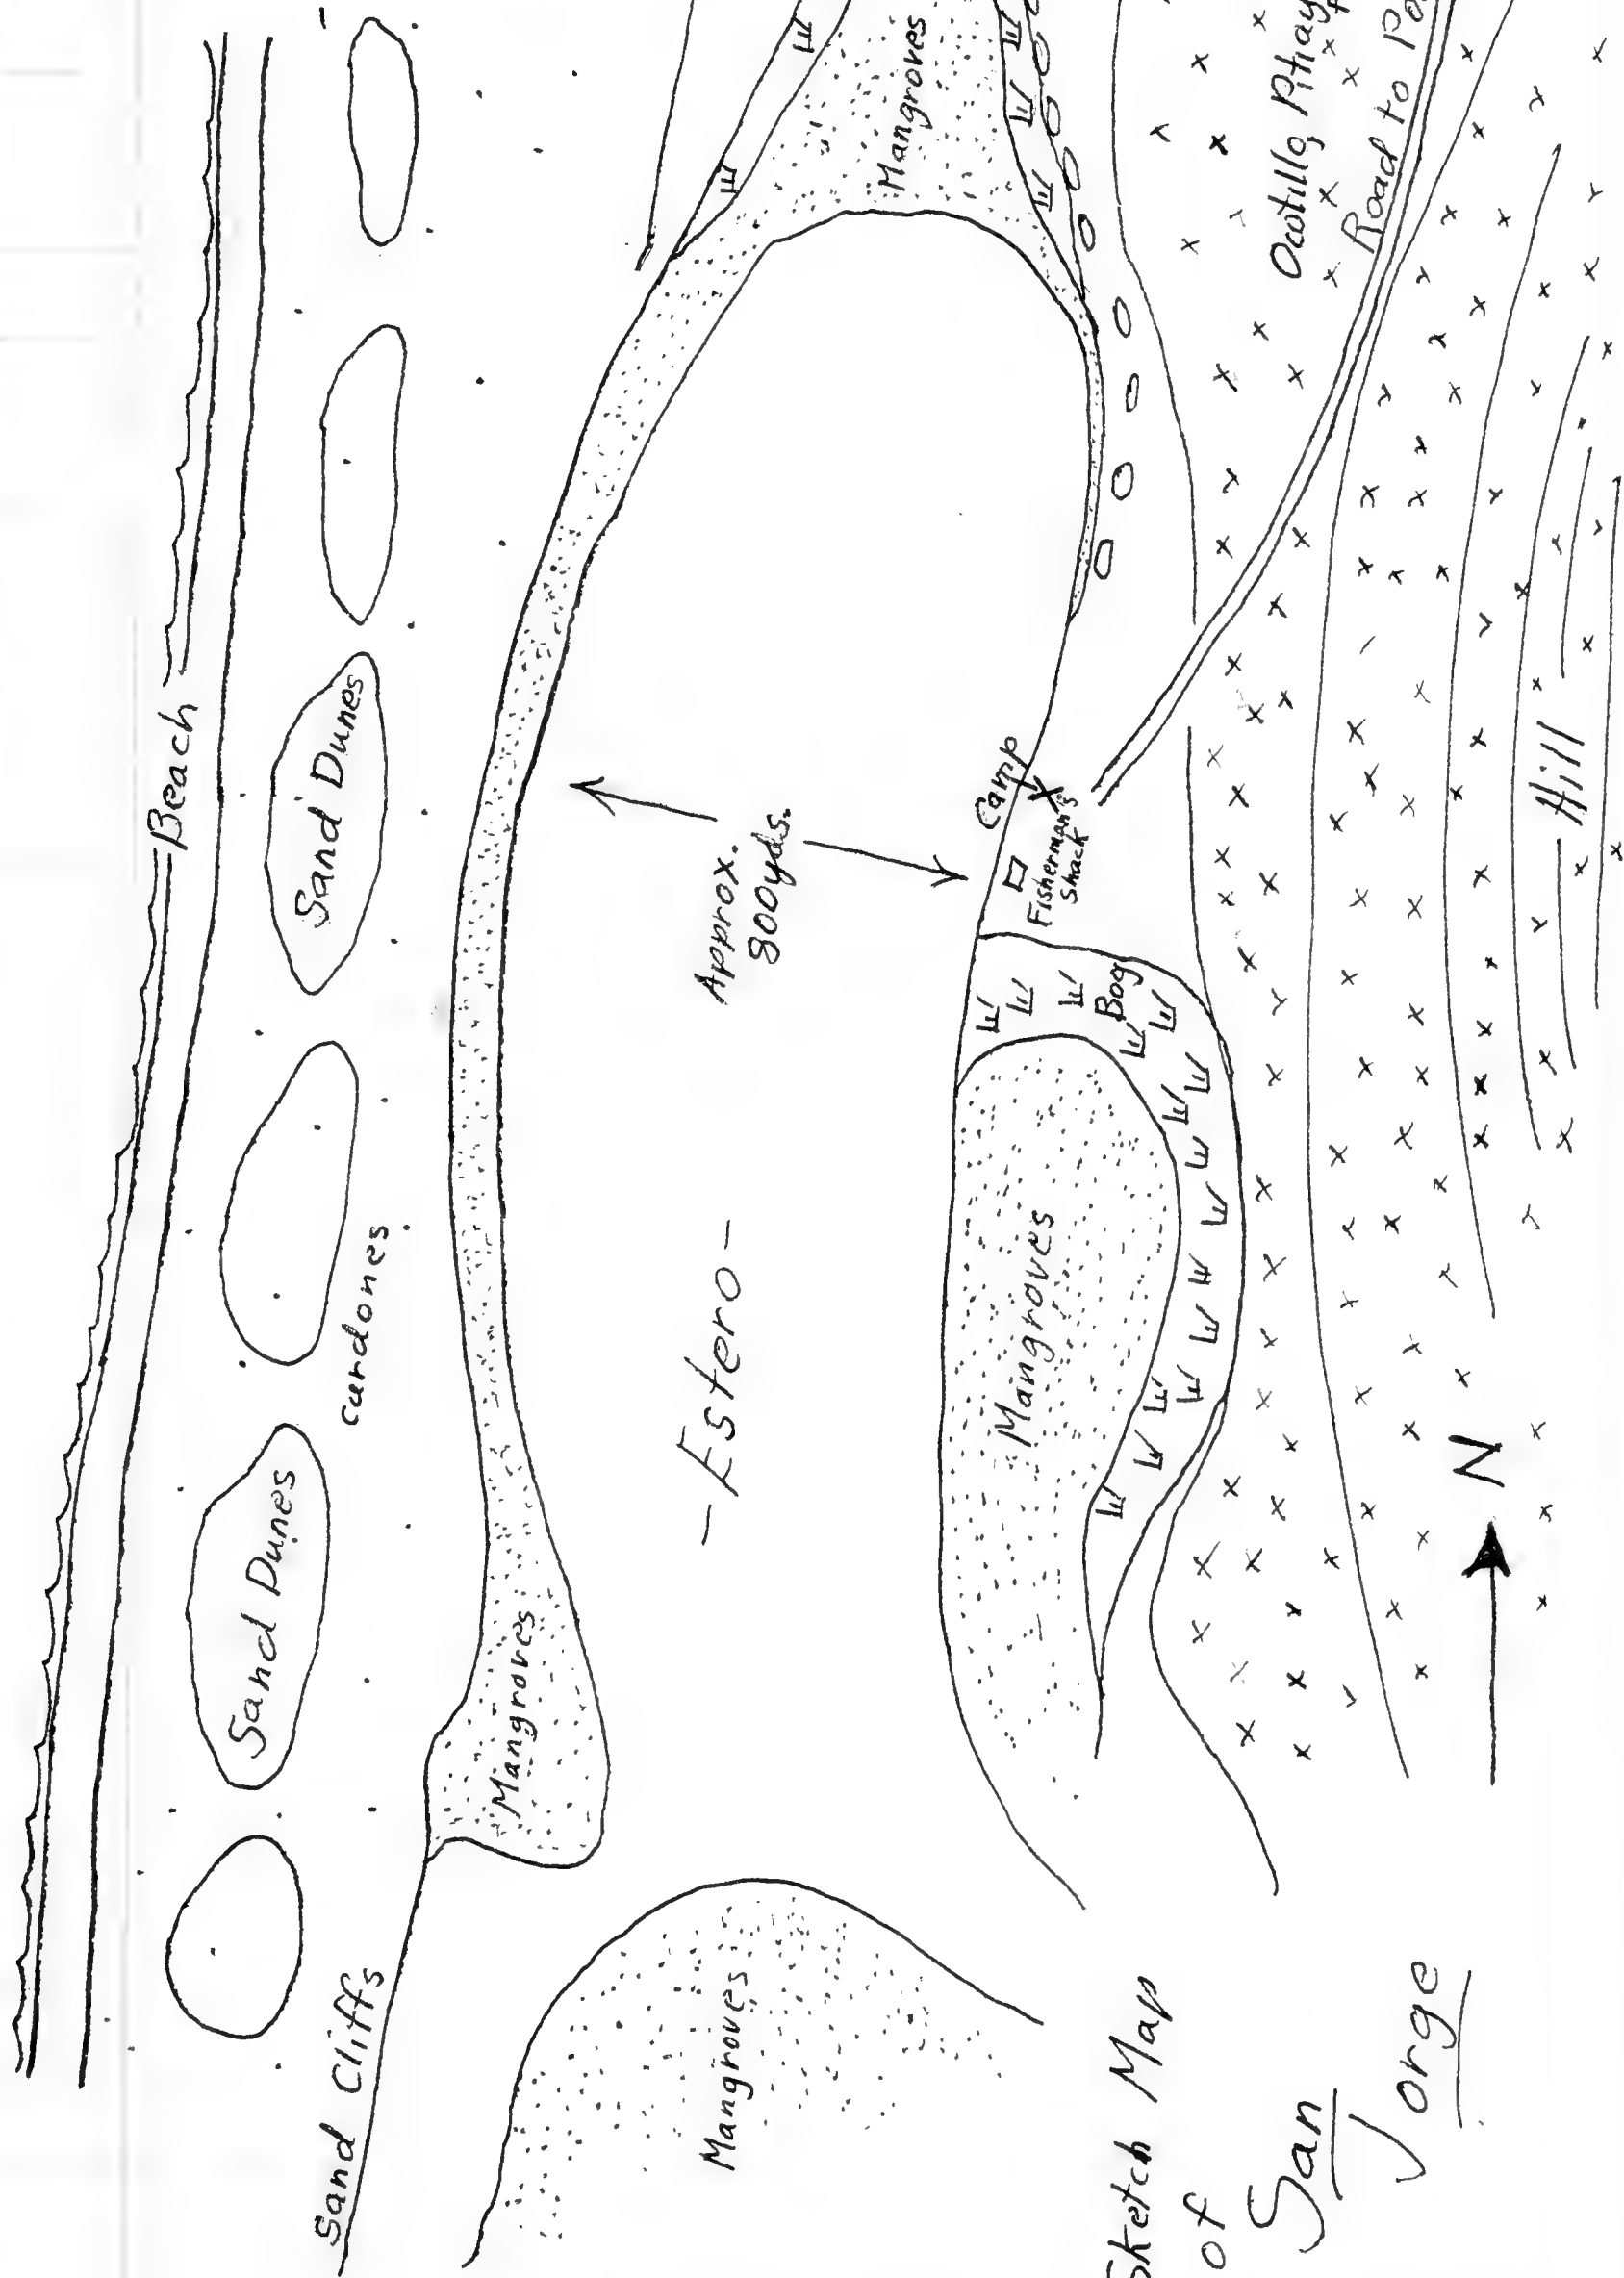 Beach
Sand Dunes
Sand Dunes
cardones
Sand Cliffs
Mangroves
Mangroves
Mangroves
Mangroves
- Estero -
Approx.
800yds.
Camp
X
Fisherman's
Shack
Bog
Road to
Hill
N
Sketch Map
of
San
Jorge